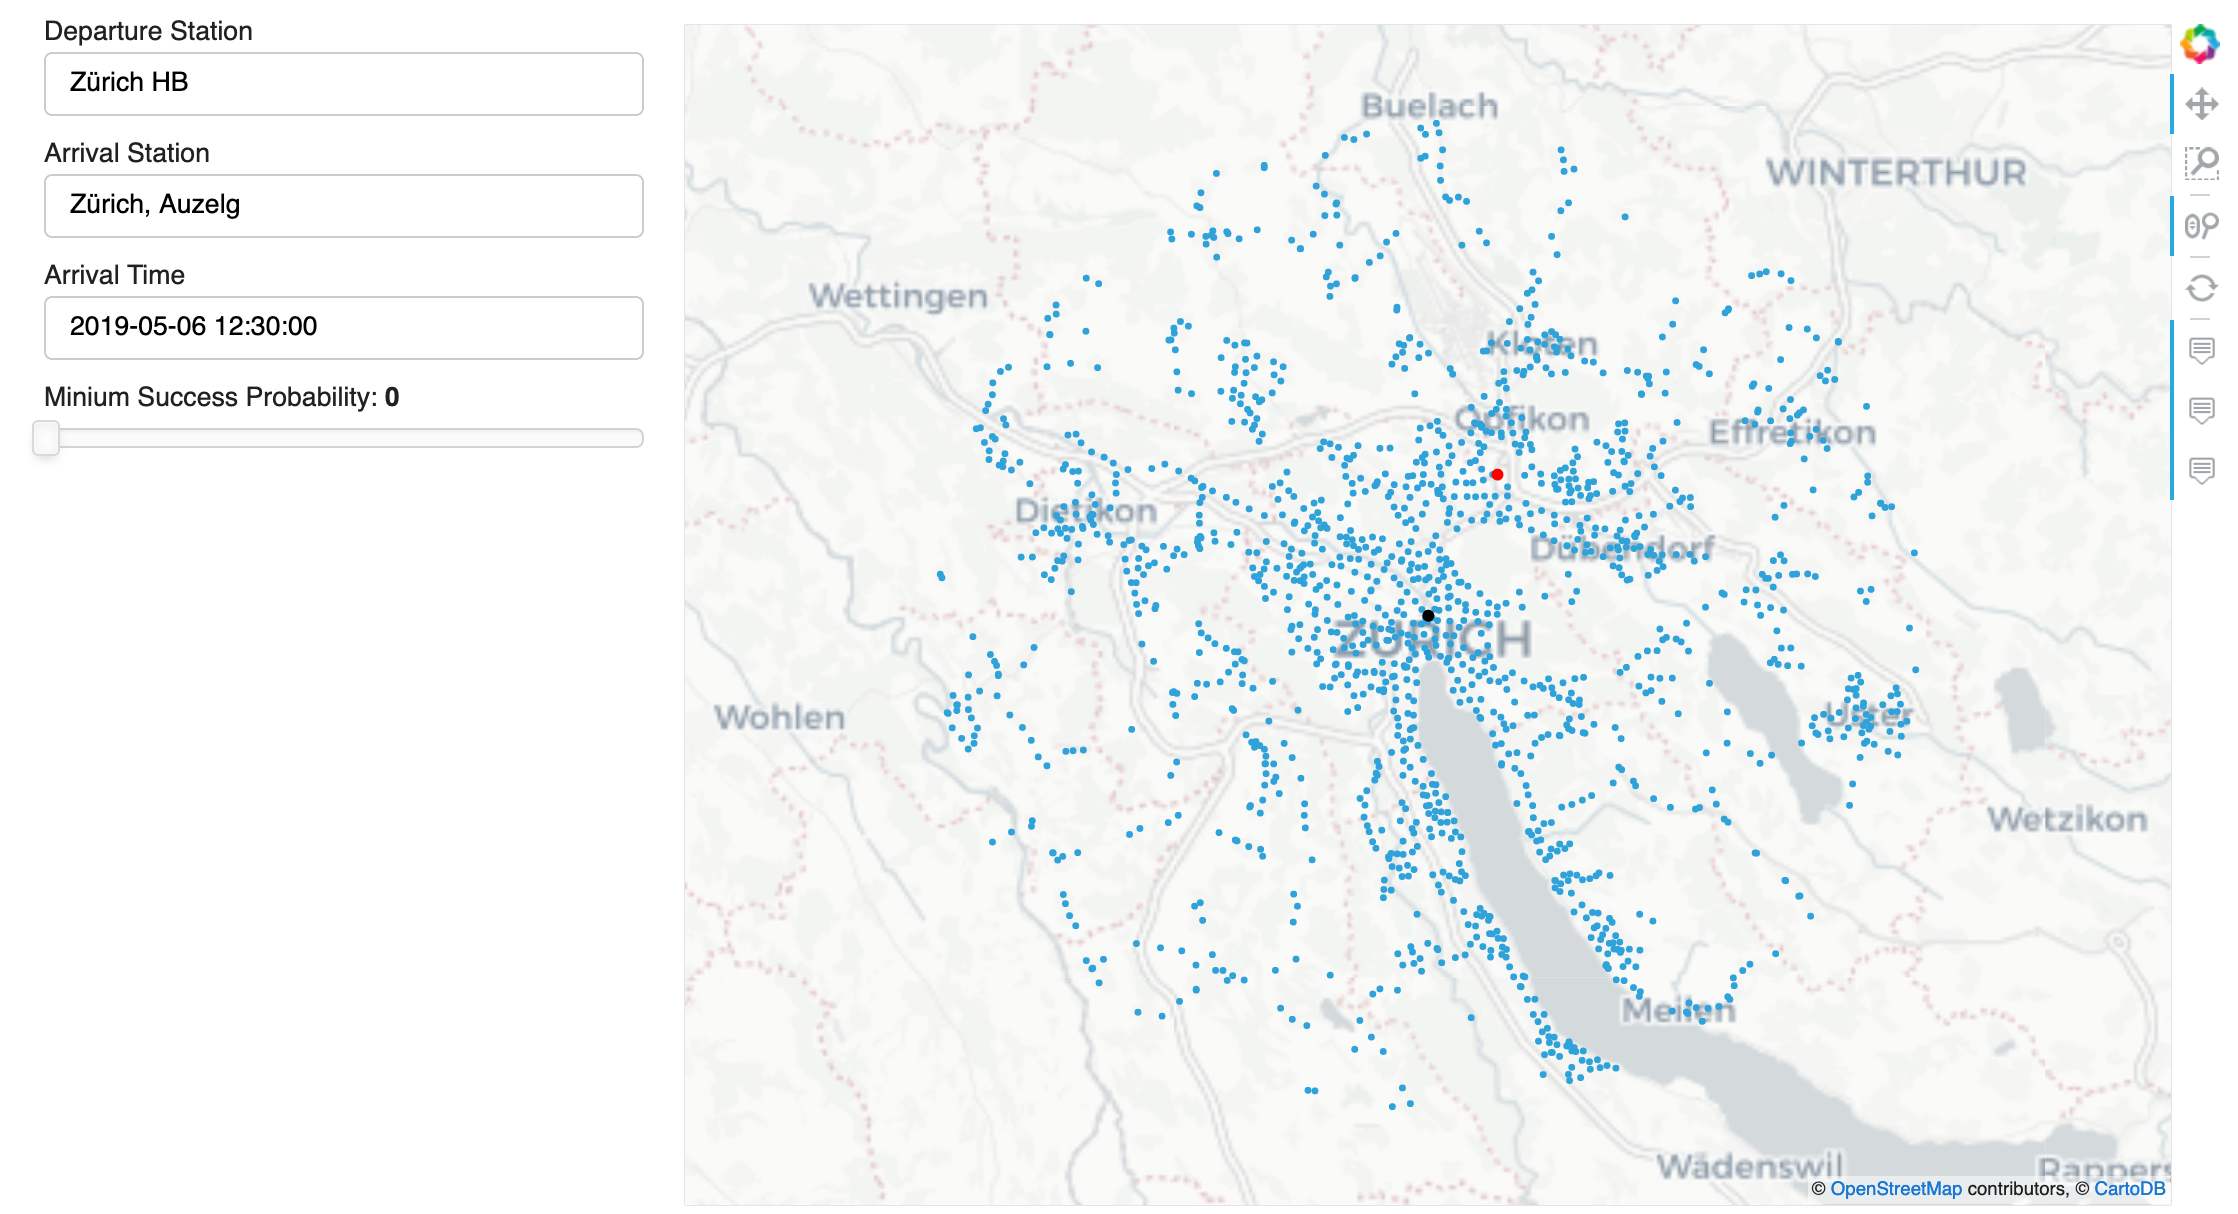 Departure Station
Zürich HB
Arrival Station
Zürich, Auzelg
Arrival Time
2019-05-06 12:30:00
Minium Success Probability: 0
Buelach
WINTERTHUR
Wettingen
Kloten
Opfikon
Effretikon
Dietikon
Dübendorf
ZÜRICH
Wohlen
Uster
Wetzikon
Meilen
Wädenswil
Rappers
© OpenStreetMap contributors, © CartoDB